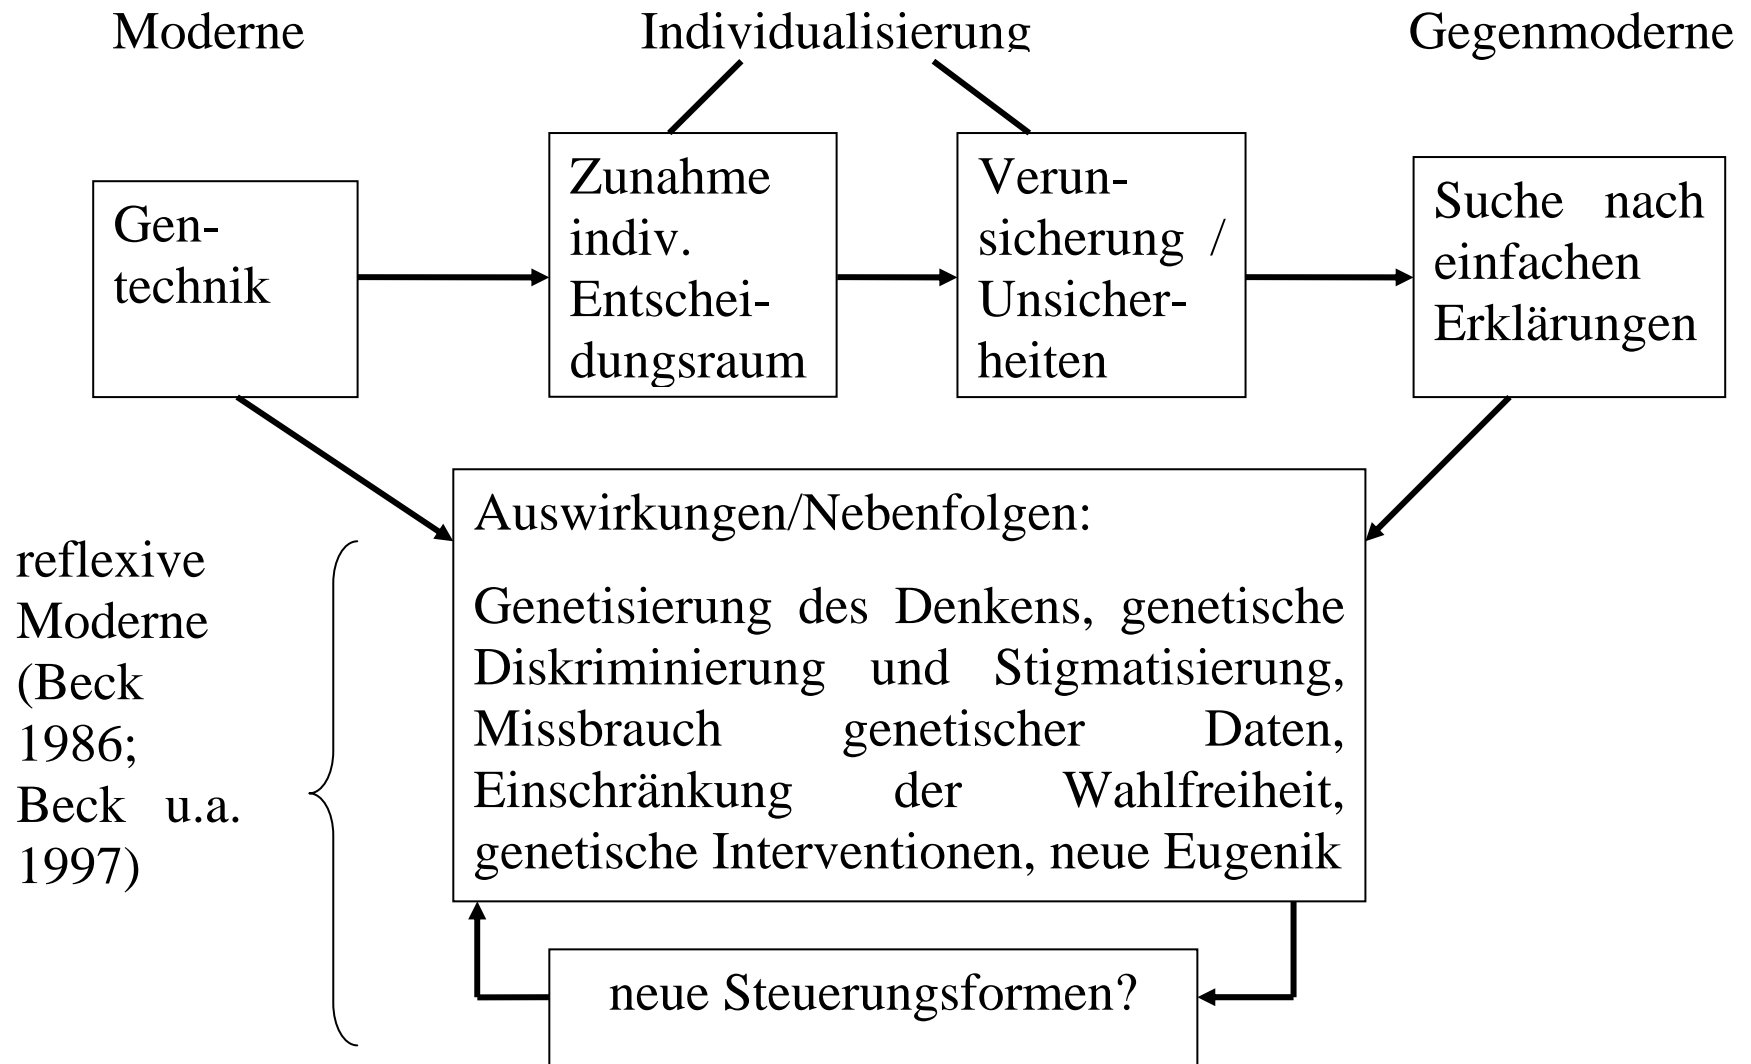 Moderne
Individualisierung
Gegenmoderne
Gen-
technik
Zunahme
indiv.
Entschei-
dungsraum
Verun-
sicherung /
Unsicher-
heiten
Suche nach
einfachen
Erklärungen
reflexive
Moderne
(Beck
1986;
Beck u.a.
1997)
Auswirkungen/Nebenfolgen:
Genetisierung des Denkens, genetische
Diskriminierung und Stigmatisierung,
Missbrauch genetischer Daten,
Einschränkung der Wahlfreiheit,
genetische Interventionen, neue Eugenik
neue Steuerungsformen?